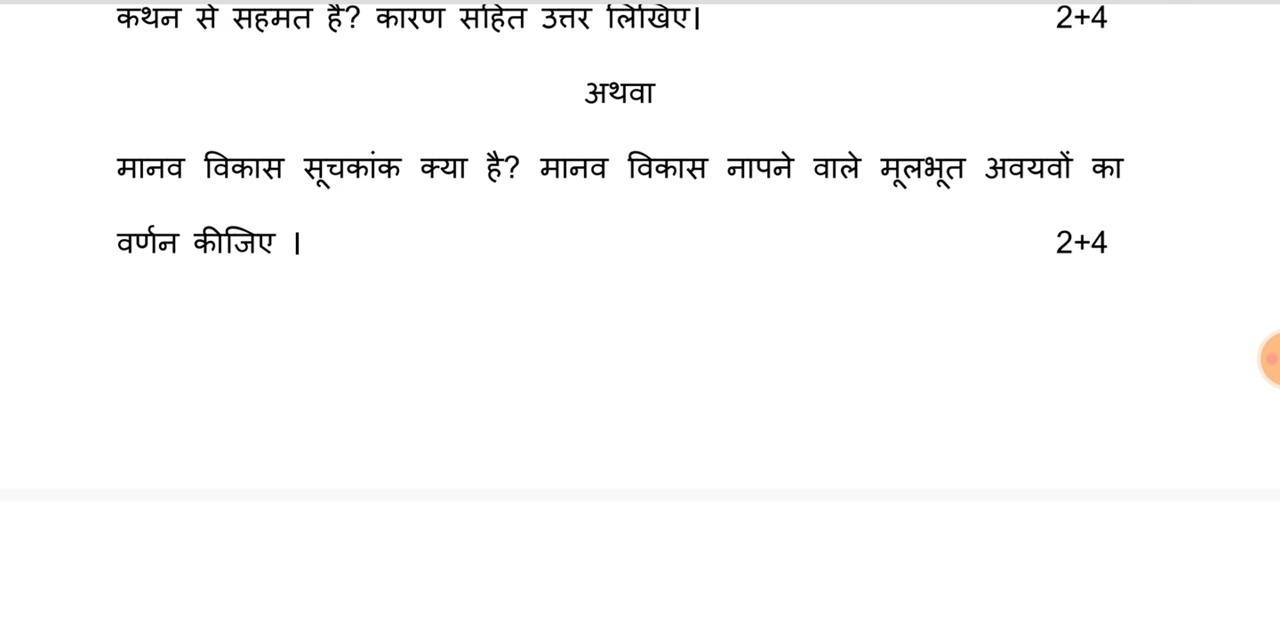 कथन से सहमत है? कारण सहित उत्तर लिखिए। 2+4
अथवा
मानव विकास सूचकांक क्या है? मानव विकास नापने वाले मूलभूत अवयवों का
वर्णन कीजिए । 2+4